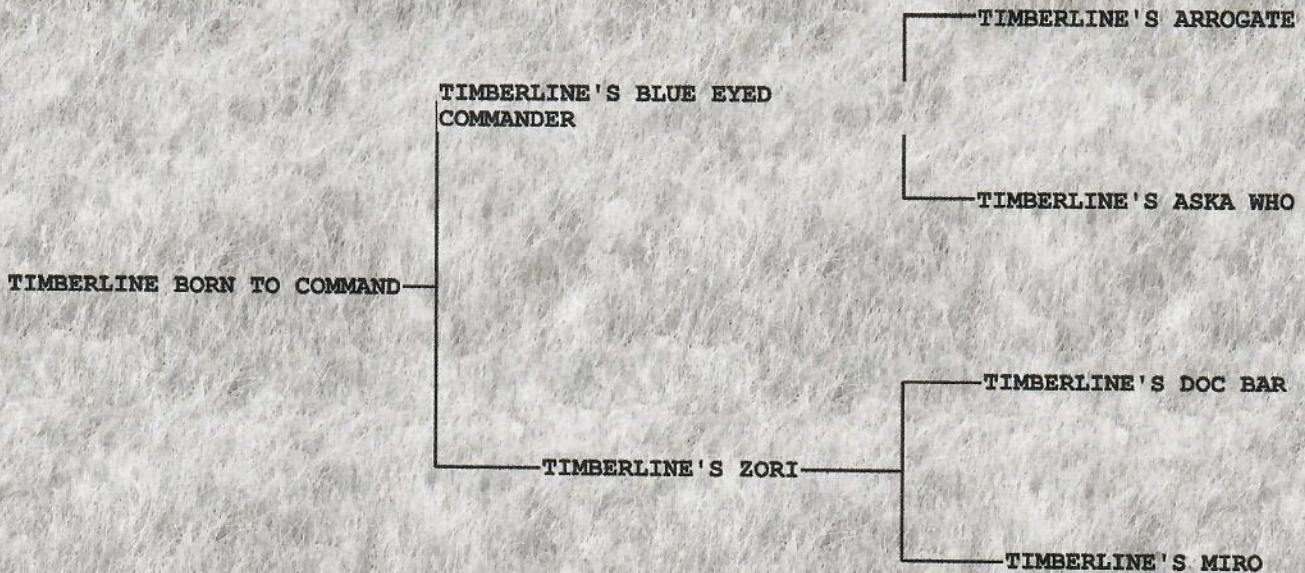 TIMBERLINE'S ARROGATE
TIMBERLINE'S BLUE EYED
COMMANDER
TIMBERLINE'S ASKA WHO
TIMBERLINE BORN TO COMMAND
TIMBERLINE'S DOC BAR
TIMBERLINE'S ZORI
TIMBERLINE'S MIRO